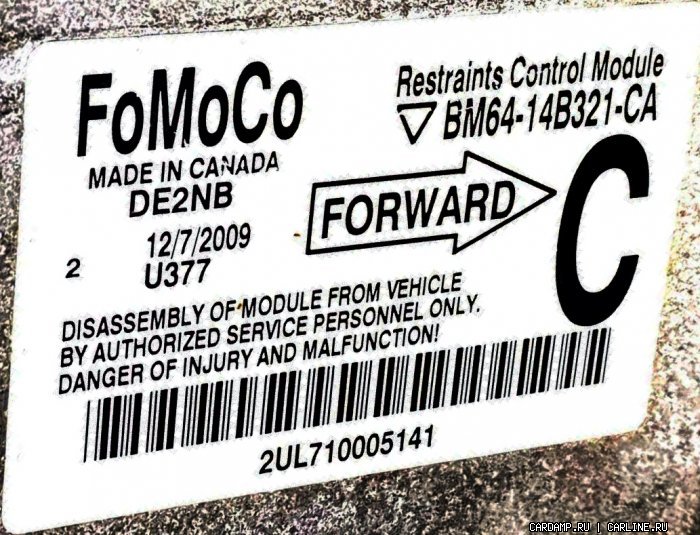 FoMoCo
MADE IN CANADA
DE2NB
12/7/2009
2
U377
Restraints Control Module
BM64-14B321-CA
FORWARD
C
DISASSEMBLY OF MODULE FROM VEHICLE
BY AUTHORIZED SERVICE PERSONNEL ONLY.
DANGER OF INJURY AND MALFUNCTION!
2UL710005141
CARDAMP.RU | CARLINE.RU